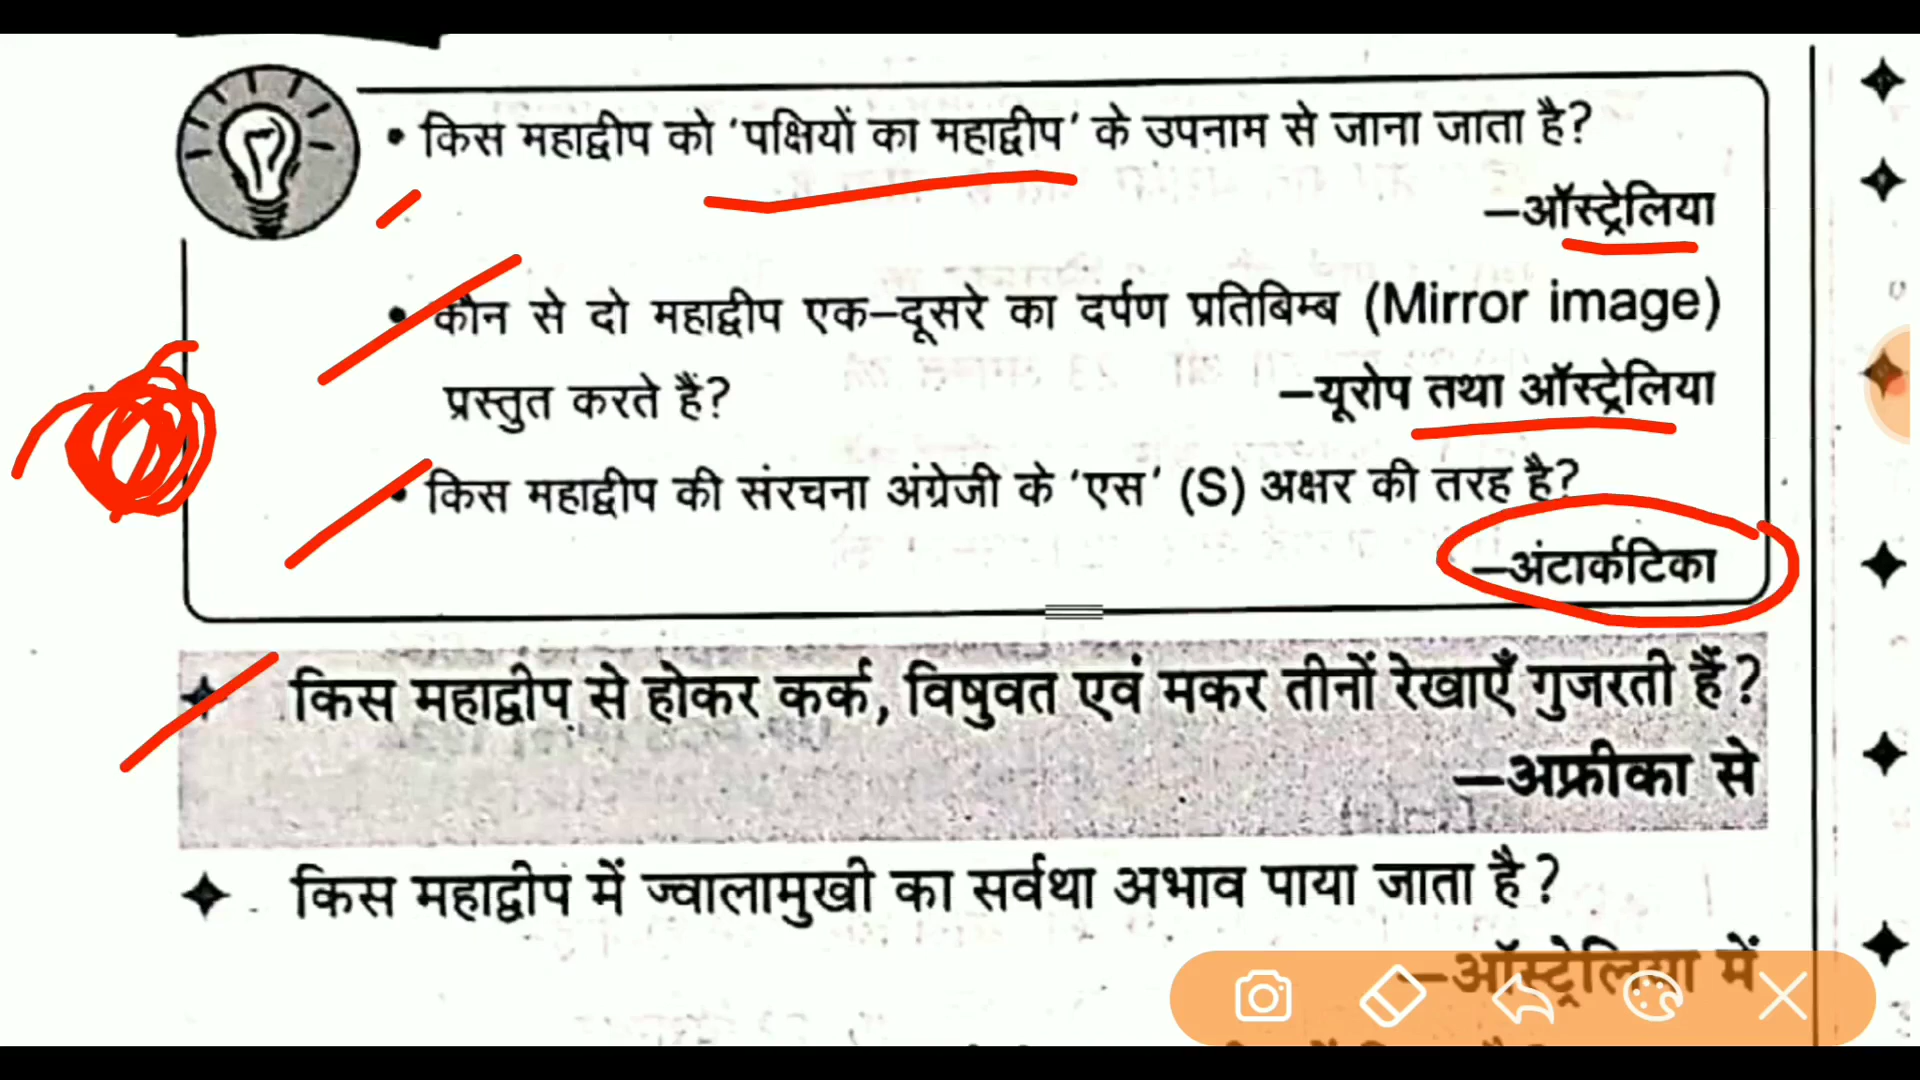 • किस महाद्वीप को ‘पक्षियों का महाद्वीप’ के उपनाम से जाना जाता है?
–ऑस्ट्रेलिया
• कौन से दो महाद्वीप एक–दूसरे का दर्पण प्रतिबिम्ब (Mirror image)
प्रस्तुत करते हैं? –यूरोप तथा ऑस्ट्रेलिया
• किस महाद्वीप की संरचना अंग्रेजी के ‘एस’ (S) अक्षर की तरह है?
–अंटार्कटिका
✦ किस महाद्वीप से होकर कर्क, विषुवत एवं मकर तीनों रेखाएँ गुजरती हैं?
–अफ्रीका से
✦ किस महाद्वीप में ज्वालामुखी का सर्वथा अभाव पाया जाता है?
–ऑस्ट्रेलिया में